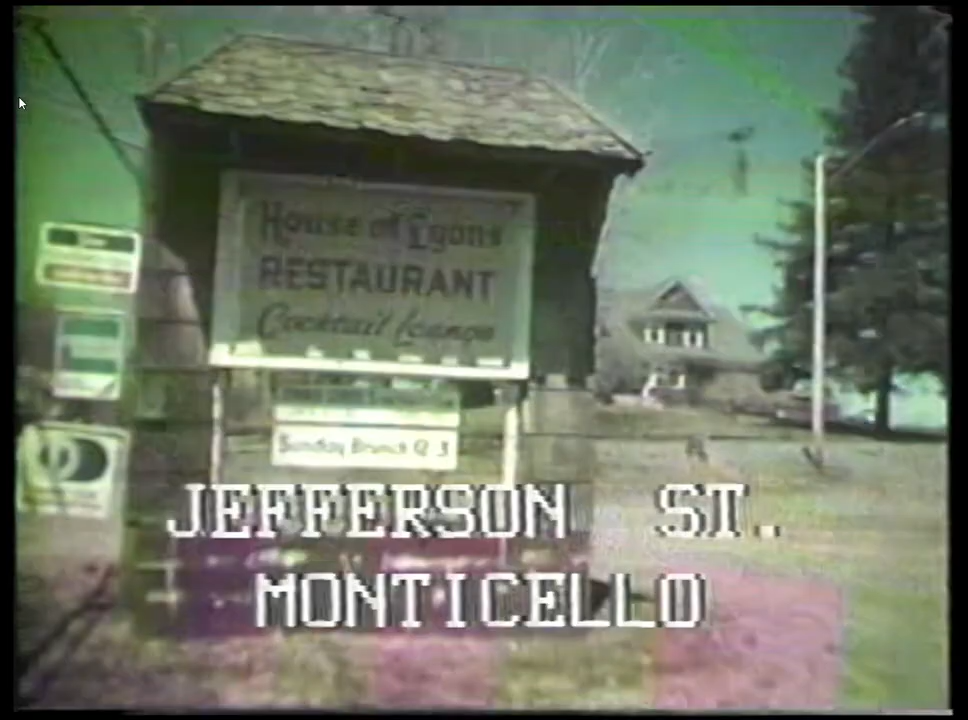 House of Lyons
RESTAURANT
Cocktail Lounge
Sunday Brunch 12-3
JEFFERSON ST.
MONTICELLO